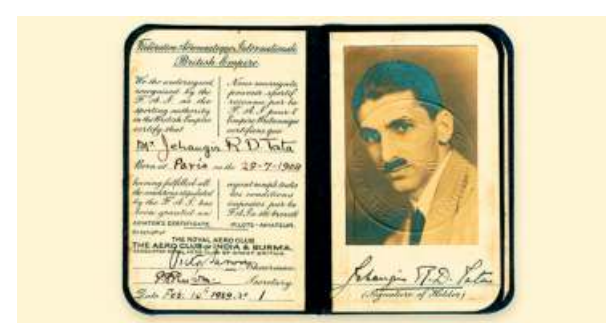 Fédération Aéronautique Internationale
British Empire
We the undersigned
recognised by the
F. A. I. as the
sporting authority
in the British Empire
certify that
Nous soussignés
pouvoir sportif
reconnu par la
F. A. I. pour l'
Empire Britannique
certifions que
Mr. Jehangir R D Tata
Born at Paris on the 29-7-1904
having fulfilled all
the conditions stipulated
by the F. A. I. has
been granted an
AVIATOR'S CERTIFICATE
ayant rempli toutes
les conditions
imposées par la
F.A.I. a été breveté
PILOTE-AVIATEUR.
THE ROYAL AERO CLUB
THE AERO CLUB OF INDIA & BURMA.
Chairman
Secretary
Date Feb. 10th 1929. No 1
Jehangir R. D. Tata
(Signature of Holder)